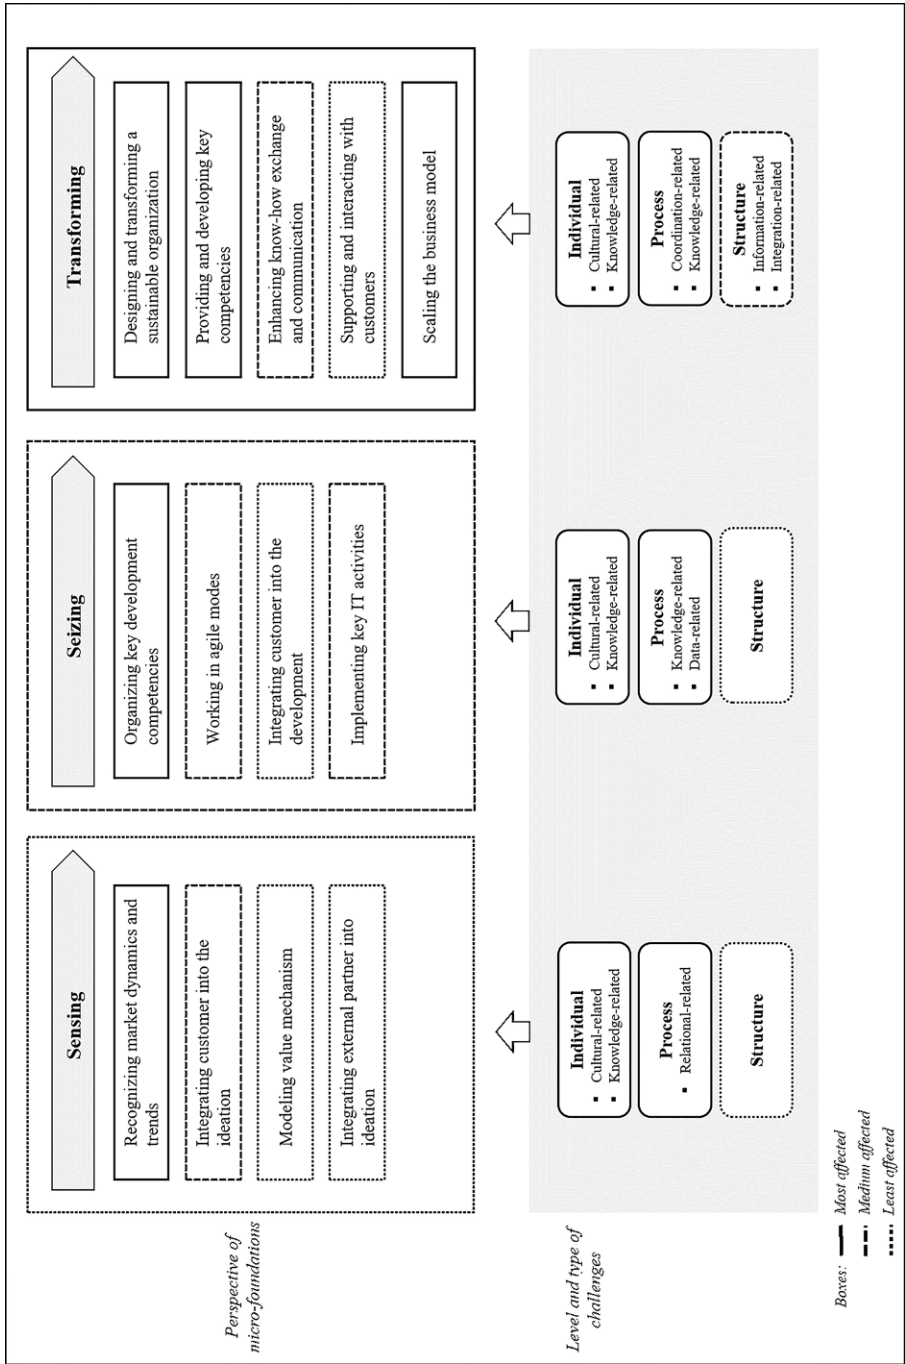 Perspective of
micro-foundations
Sensing
Recognizing market dynamics and
trends
Integrating customer into the
ideation
Modeling value mechanism
Integrating external partner into
ideation
Seizing
Organizing key development
competencies
Working in agile modes
Integrating customer into the
development
Implementing key IT activities
Transforming
Designing and transforming a
sustainable organization
Providing and developing key
competencies
Enhancing know-how exchange
and communication
Supporting and interacting with
customers
Scaling the business model
Level and type of
challenges
Individual
▪ Cultural-related
▪ Knowledge-related
Process
▪ Relational-related
Structure
Individual
▪ Cultural-related
▪ Knowledge-related
Process
▪ Knowledge-related
▪ Data-related
Structure
Individual
▪ Cultural-related
▪ Knowledge-related
Process
▪ Coordination-related
▪ Knowledge-related
Structure
▪ Information-related
▪ Integration-related
Boxes: Most affected
Medium affected
Least affected